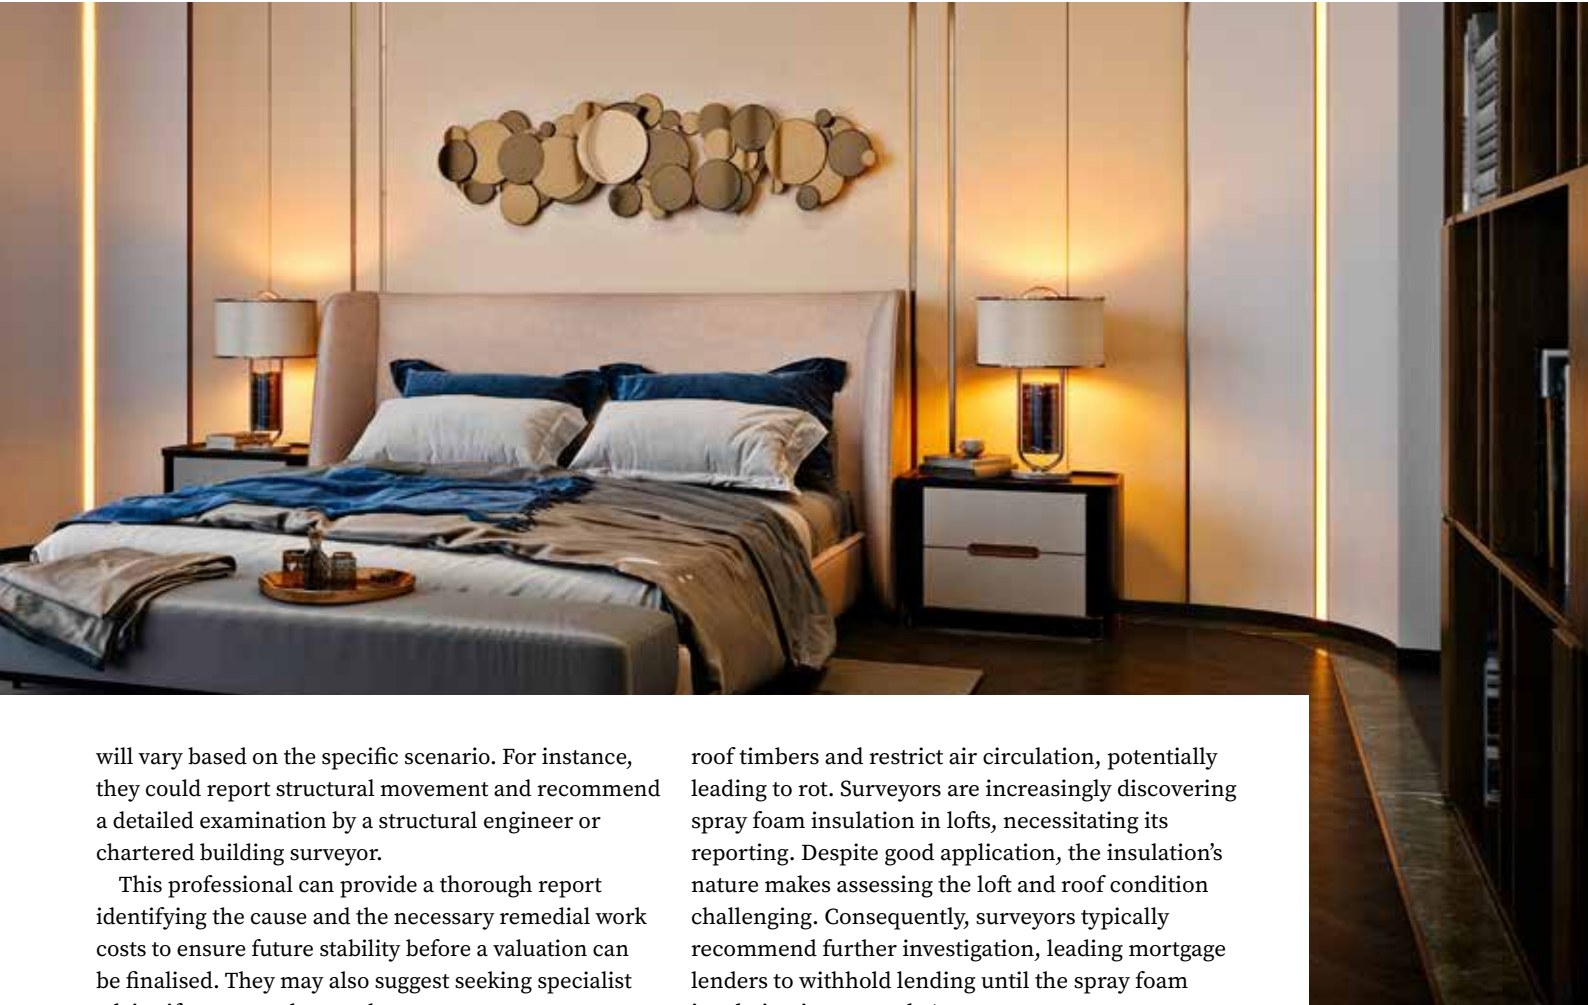 will vary based on the specific scenario. For instance,
they could report structural movement and recommend
a detailed examination by a structural engineer or
chartered building surveyor.
This professional can provide a thorough report
identifying the cause and the necessary remedial work
costs to ensure future stability before a valuation can
be finalised. They may also suggest seeking specialist
roof timbers and restrict air circulation, potentially
leading to rot. Surveyors are increasingly discovering
spray foam insulation in lofts, necessitating its
reporting. Despite good application, the insulation’s
nature makes assessing the loft and roof condition
challenging. Consequently, surveyors typically
recommend further investigation, leading mortgage
lenders to withhold lending until the spray foam